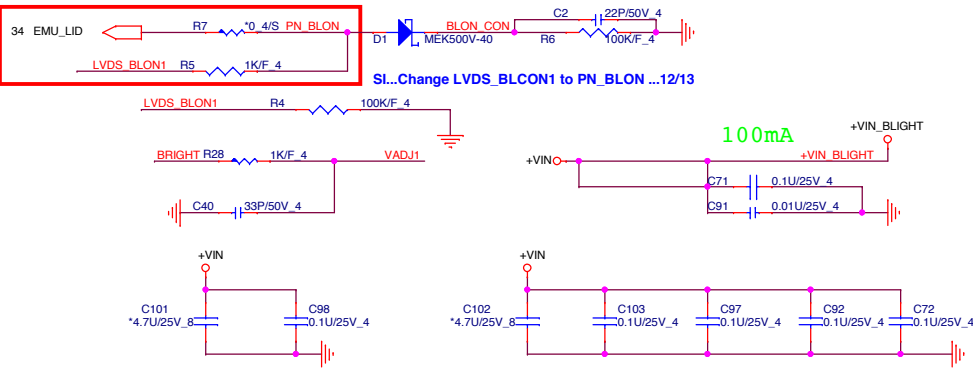 34 EMU_LID R7 *0_4/S PN_BLON BLON_CON C2 22P/50V_4
D1 MEK500V-40 R6 100K/F_4
LVDS_BLON1 R5 1K/F_4
SI...Change LVDS_BLCON1 to PN_BLON ...12/13
LVDS_BLON1 R4 100K/F_4
100mA +VIN_BLIGHT
BRIGHT R28 1K/F_4 VADJ1 +VIN +VIN_BLIGHT
C71 0.1U/25V_4
C40 33P/50V_4 C91 0.01U/25V_4
+VIN +VIN
C101 C98 C102 C103 C97 C92 C72
*4.7U/25V_8 0.1U/25V_4 *4.7U/25V_8 0.1U/25V_4 0.1U/25V_4 0.1U/25V_4 0.1U/25V_4